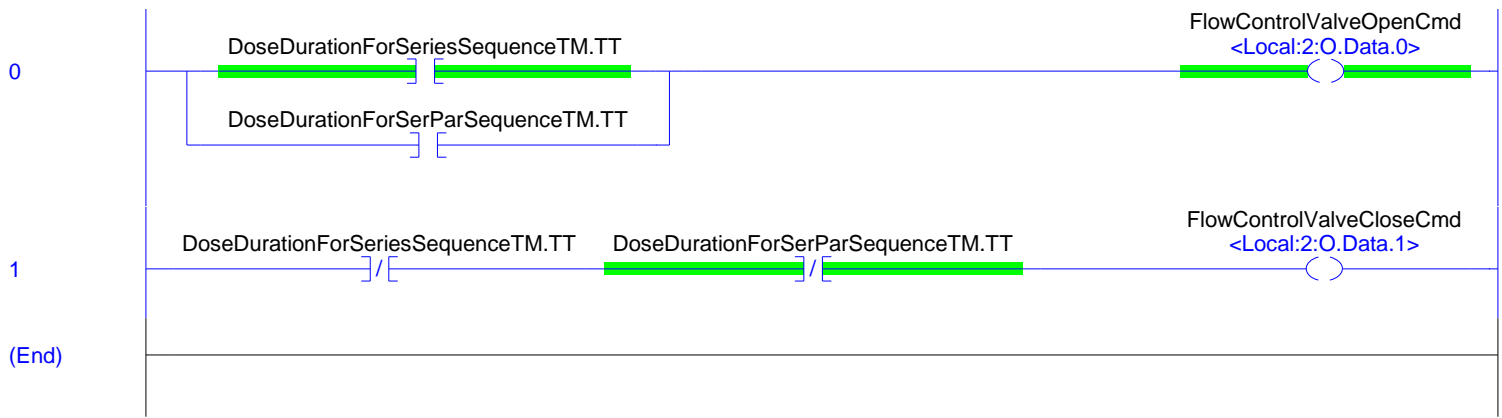 DoseDurationForSeriesSequenceTM.TT
FlowControlValveOpenCmd
<Local:2:O.Data.0>
0
DoseDurationForSerParSequenceTM.TT
DoseDurationForSeriesSequenceTM.TT
DoseDurationForSerParSequenceTM.TT
FlowControlValveCloseCmd
<Local:2:O.Data.1>
1
/
/
(End)